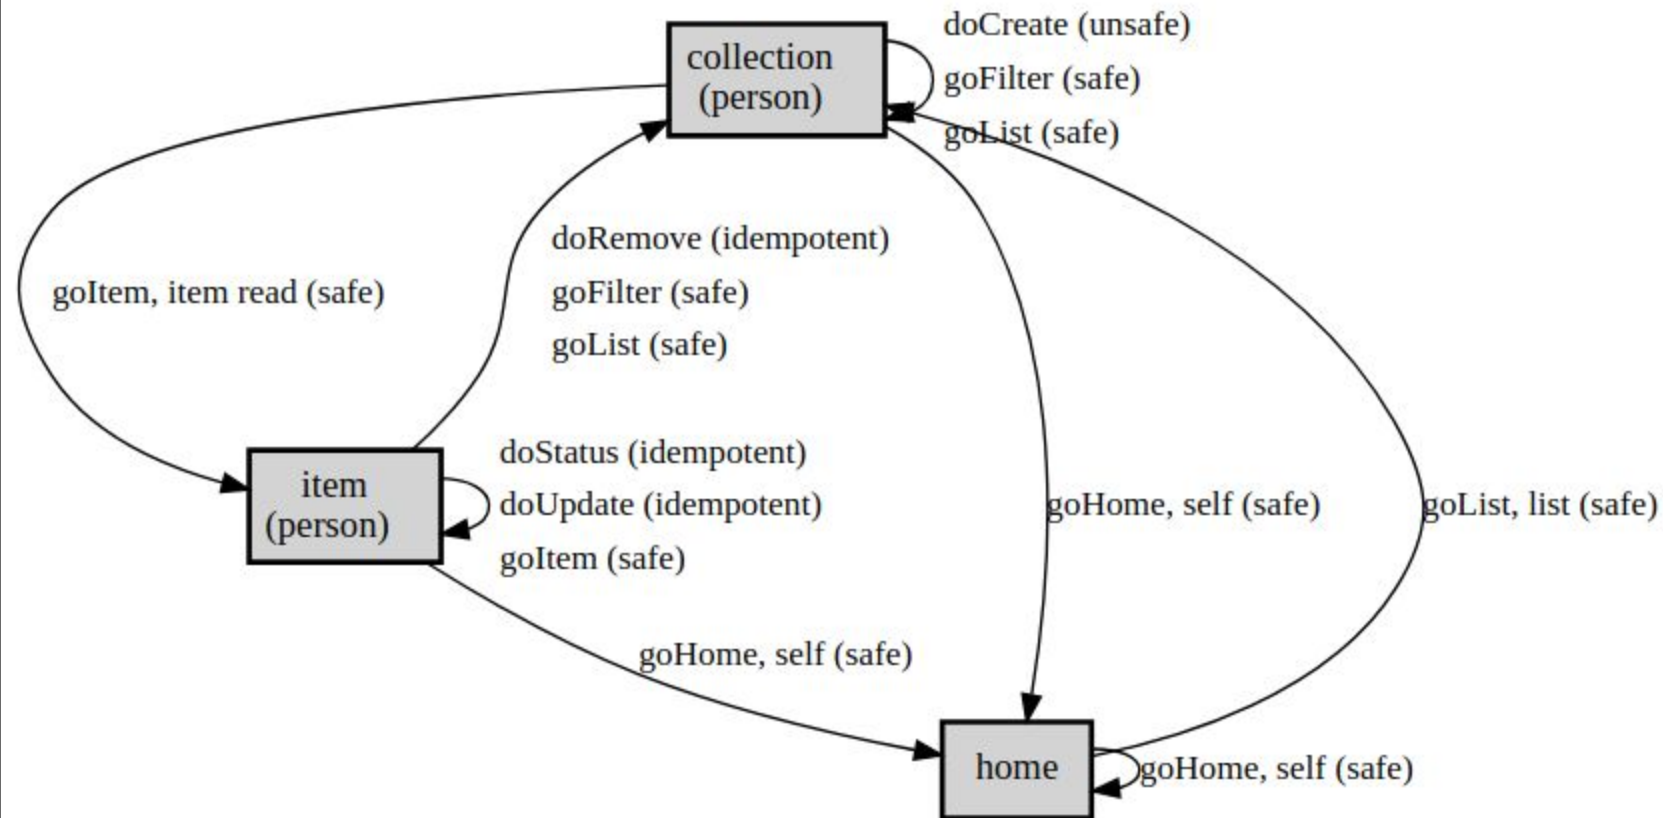 collection
(person)
doCreate (unsafe)
goFilter (safe)
goList (safe)
goItem, item read (safe)
doRemove (idempotent)
goFilter (safe)
goList (safe)
item
(person)
doStatus (idempotent)
doUpdate (idempotent)
goItem (safe)
goHome, self (safe)
goList, list (safe)
goHome, self (safe)
home
goHome, self (safe)